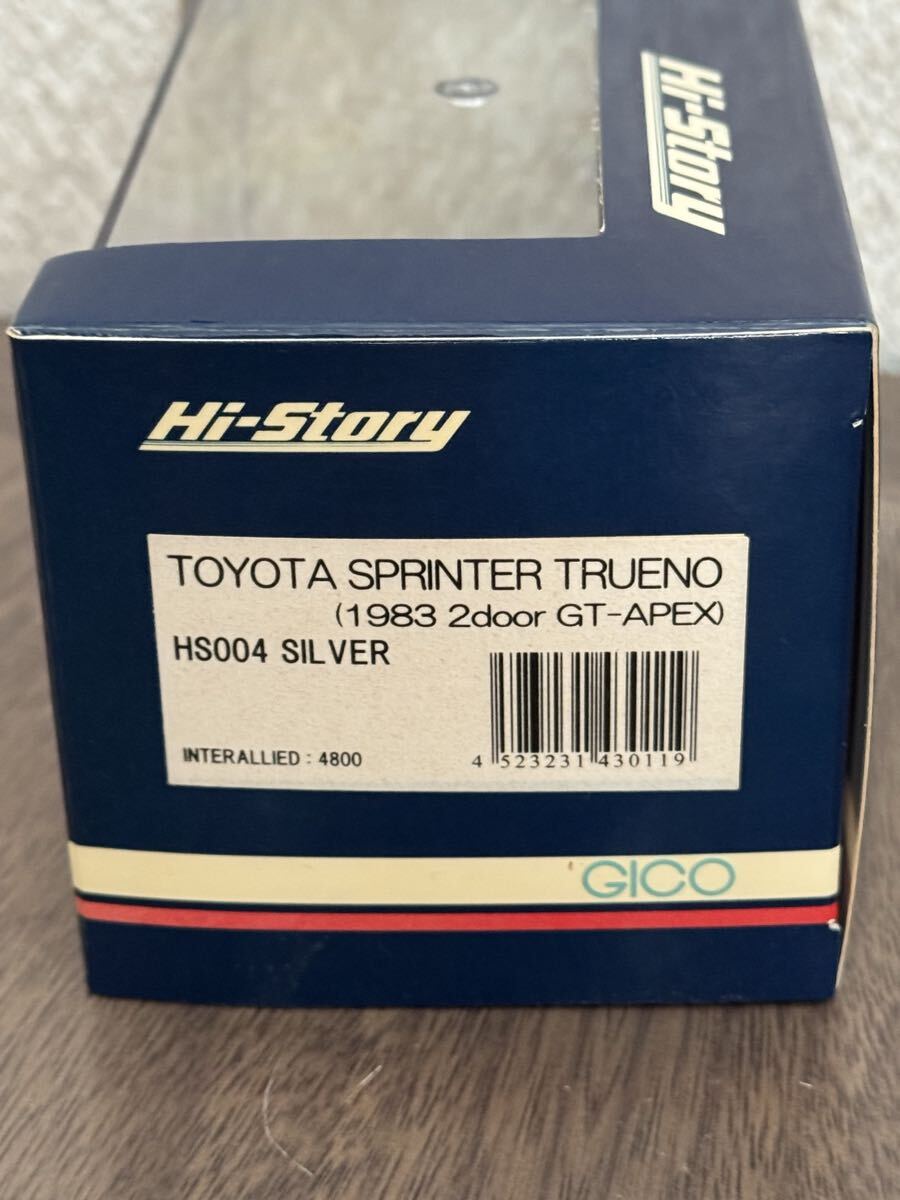 Hi-Story
Hi-Story
TOYOTA SPRINTER TRUENO
(1983 2door GT-APEX)
HS004 SILVER
INTERALLIED : 4800
4 523231 430119
GICO